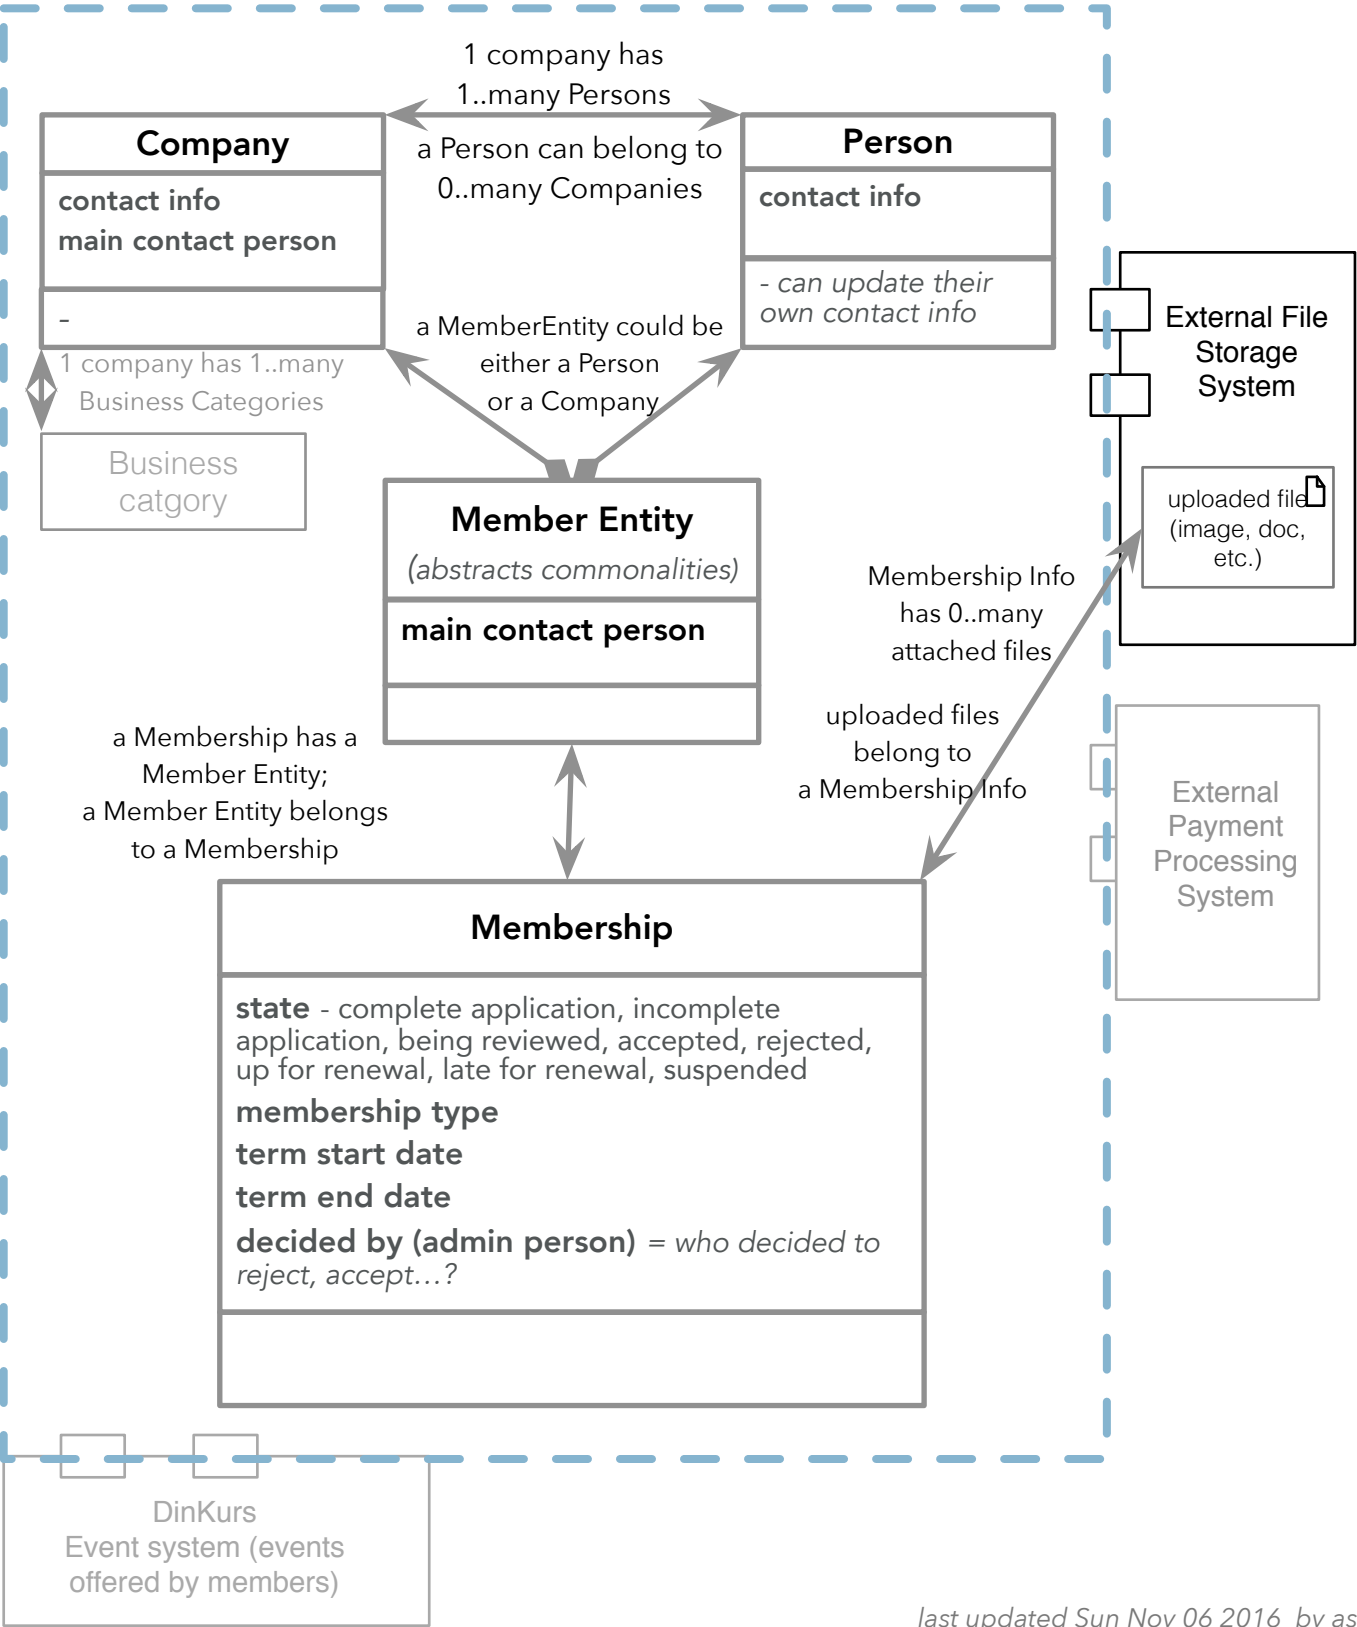 1 company has
1..many Persons
a Person can belong to
0..many Companies
Company
contact info
main contact person
-
Person
contact info
- can update their
own contact info
1 company has 1..many
Business Categories
Business
catgory
a MemberEntity could be
either a Person
or a Company
External File
Storage
System
uploaded file
(image, doc,
etc.)
Member Entity
(abstracts commonalities)
main contact person
Membership Info
has 0..many
attached files
uploaded files
belong to
a Membership Info
a Membership has a
Member Entity;
a Member Entity belongs
to a Membership
External
Payment
Processing
System
Membership
state - complete application, incomplete
application, being reviewed, accepted, rejected,
up for renewal, late for renewal, suspended
membership type
term start date
term end date
decided by (admin person) = who decided to
reject, accept...?
DinKurs
Event system (events
offered by members)
last updated Sun Nov 06 2016 by as